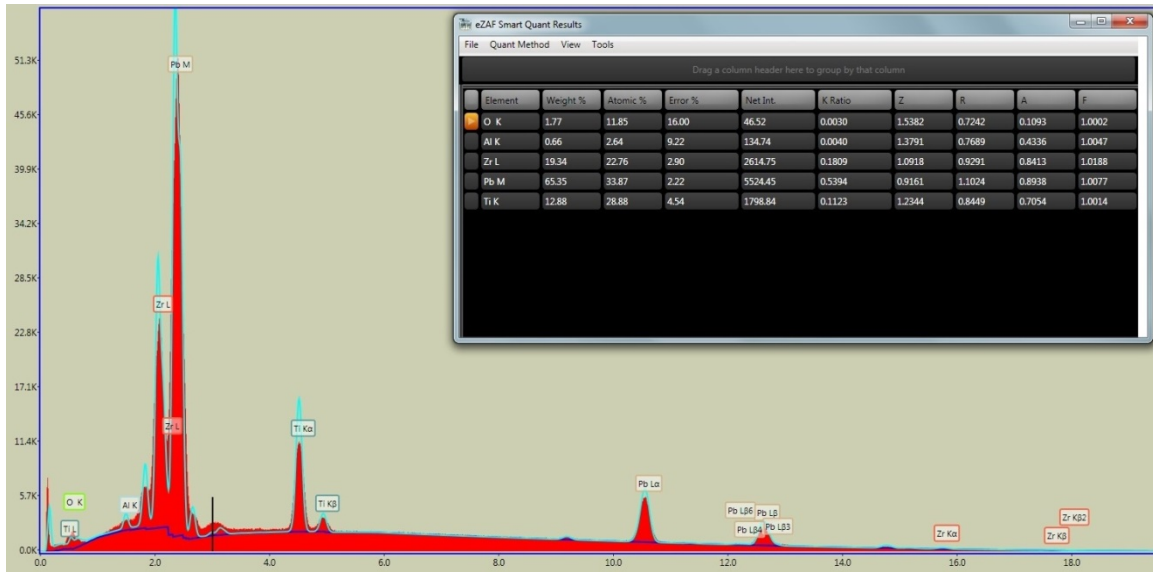 eZAF Smart Quant Results
File Quant Method View Tools
Drag a column header here to group by that column
Element Weight % Atomic % Error % Net Int. K Ratio Z R A F
O K 1.77 11.85 16.00 46.52 0.0030 1.5382 0.7242 0.1093 1.0002
Al K 0.66 2.64 9.22 134.74 0.0040 1.3791 0.7689 0.4336 1.0047
Zr L 19.34 22.76 2.90 2614.75 0.1809 1.0918 0.9291 0.8413 1.0188
Pb M 65.35 33.87 2.22 5524.45 0.5394 0.9161 1.1024 0.8938 1.0077
Ti K 12.88 28.88 4.54 1798.84 0.1123 1.2344 0.8449 0.7054 1.0014
51.3K
Pb M
45.6K
39.9K
34.2K
28.5K
Zr L
22.8K
17.1K
Zr L
Ti Kα
11.4K
Pb Lα
5.7K
O K
Al K
Ti Kβ
Pb Lβ6 Pb Lβ
Zr Kβ2
Ti L
Pb Lβ4 Pb Lβ3
Zr Kα
Zr Kβ
0.0K
0.0 2.0 4.0 6.0 8.0 10.0 12.0 14.0 16.0 18.0